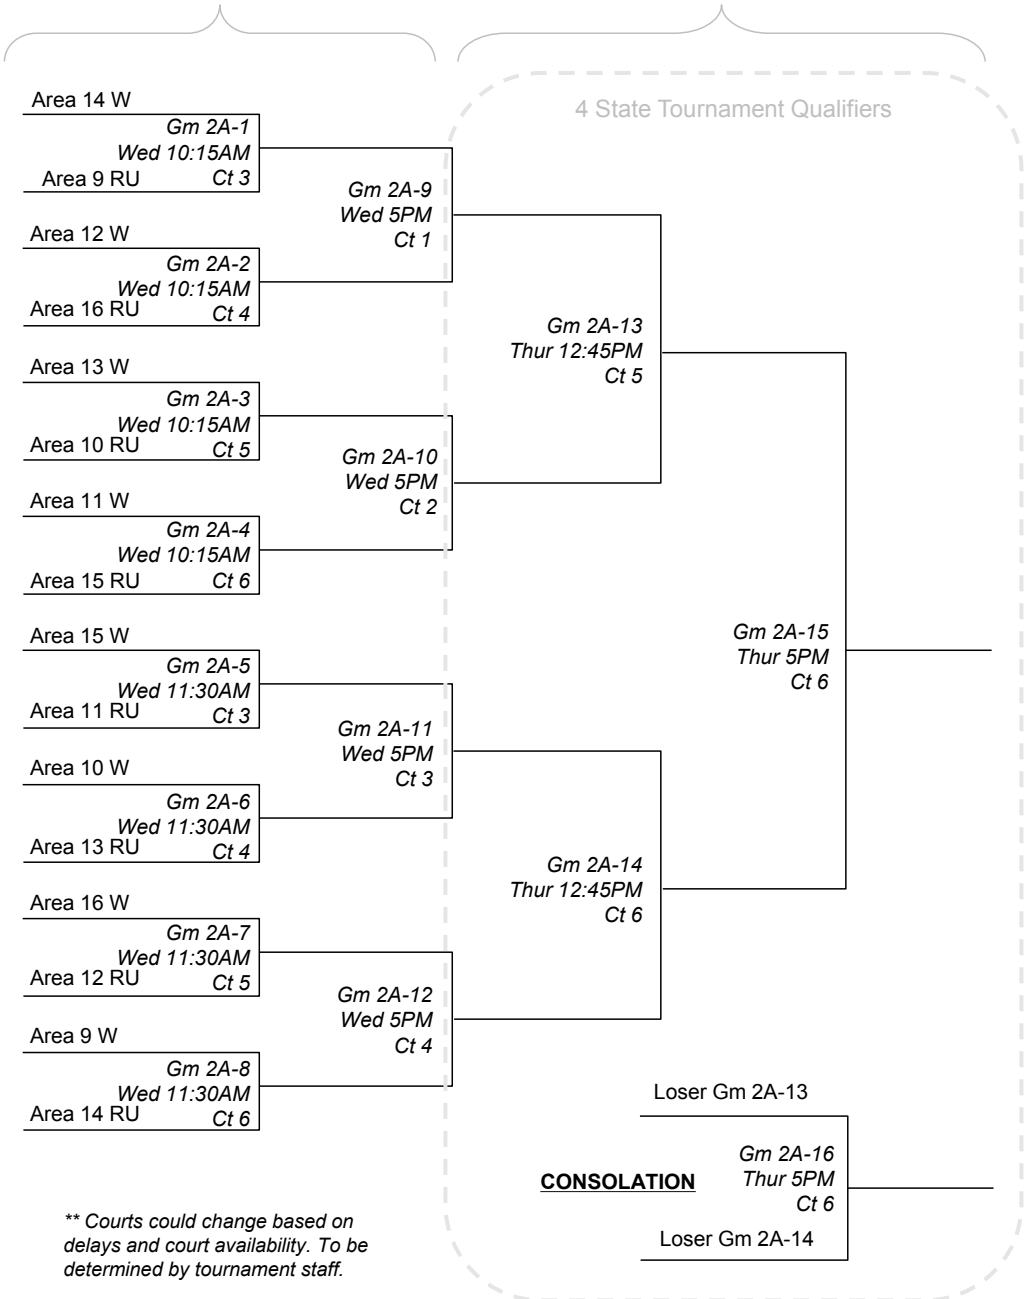 4 State Tournament Qualifiers
Area 14 W
Gm 2A-1
Wed 10:15AM
Area 9 RU
Ct 3
Gm 2A-9
Wed 5PM
Ct 1
Area 12 W
Gm 2A-2
Wed 10:15AM
Area 16 RU
Ct 4
Gm 2A-13
Thur 12:45PM
Ct 5
Area 13 W
Gm 2A-3
Wed 10:15AM
Area 10 RU
Ct 5
Gm 2A-10
Wed 5PM
Ct 2
Area 11 W
Gm 2A-4
Wed 10:15AM
Area 15 RU
Ct 6
Gm 2A-15
Thur 5PM
Ct 6
Area 15 W
Gm 2A-5
Wed 11:30AM
Area 11 RU
Ct 3
Gm 2A-11
Wed 5PM
Ct 3
Area 10 W
Gm 2A-6
Wed 11:30AM
Area 13 RU
Ct 4
Gm 2A-14
Thur 12:45PM
Ct 6
Area 16 W
Gm 2A-7
Wed 11:30AM
Area 12 RU
Ct 5
Gm 2A-12
Wed 5PM
Ct 4
Area 9 W
Gm 2A-8
Wed 11:30AM
Area 14 RU
Ct 6
Loser Gm 2A-13
CONSOLATION
Gm 2A-16
Thur 5PM
Ct 6
Loser Gm 2A-14
** Courts could change based on
delays and court availability. To be
determined by tournament staff.